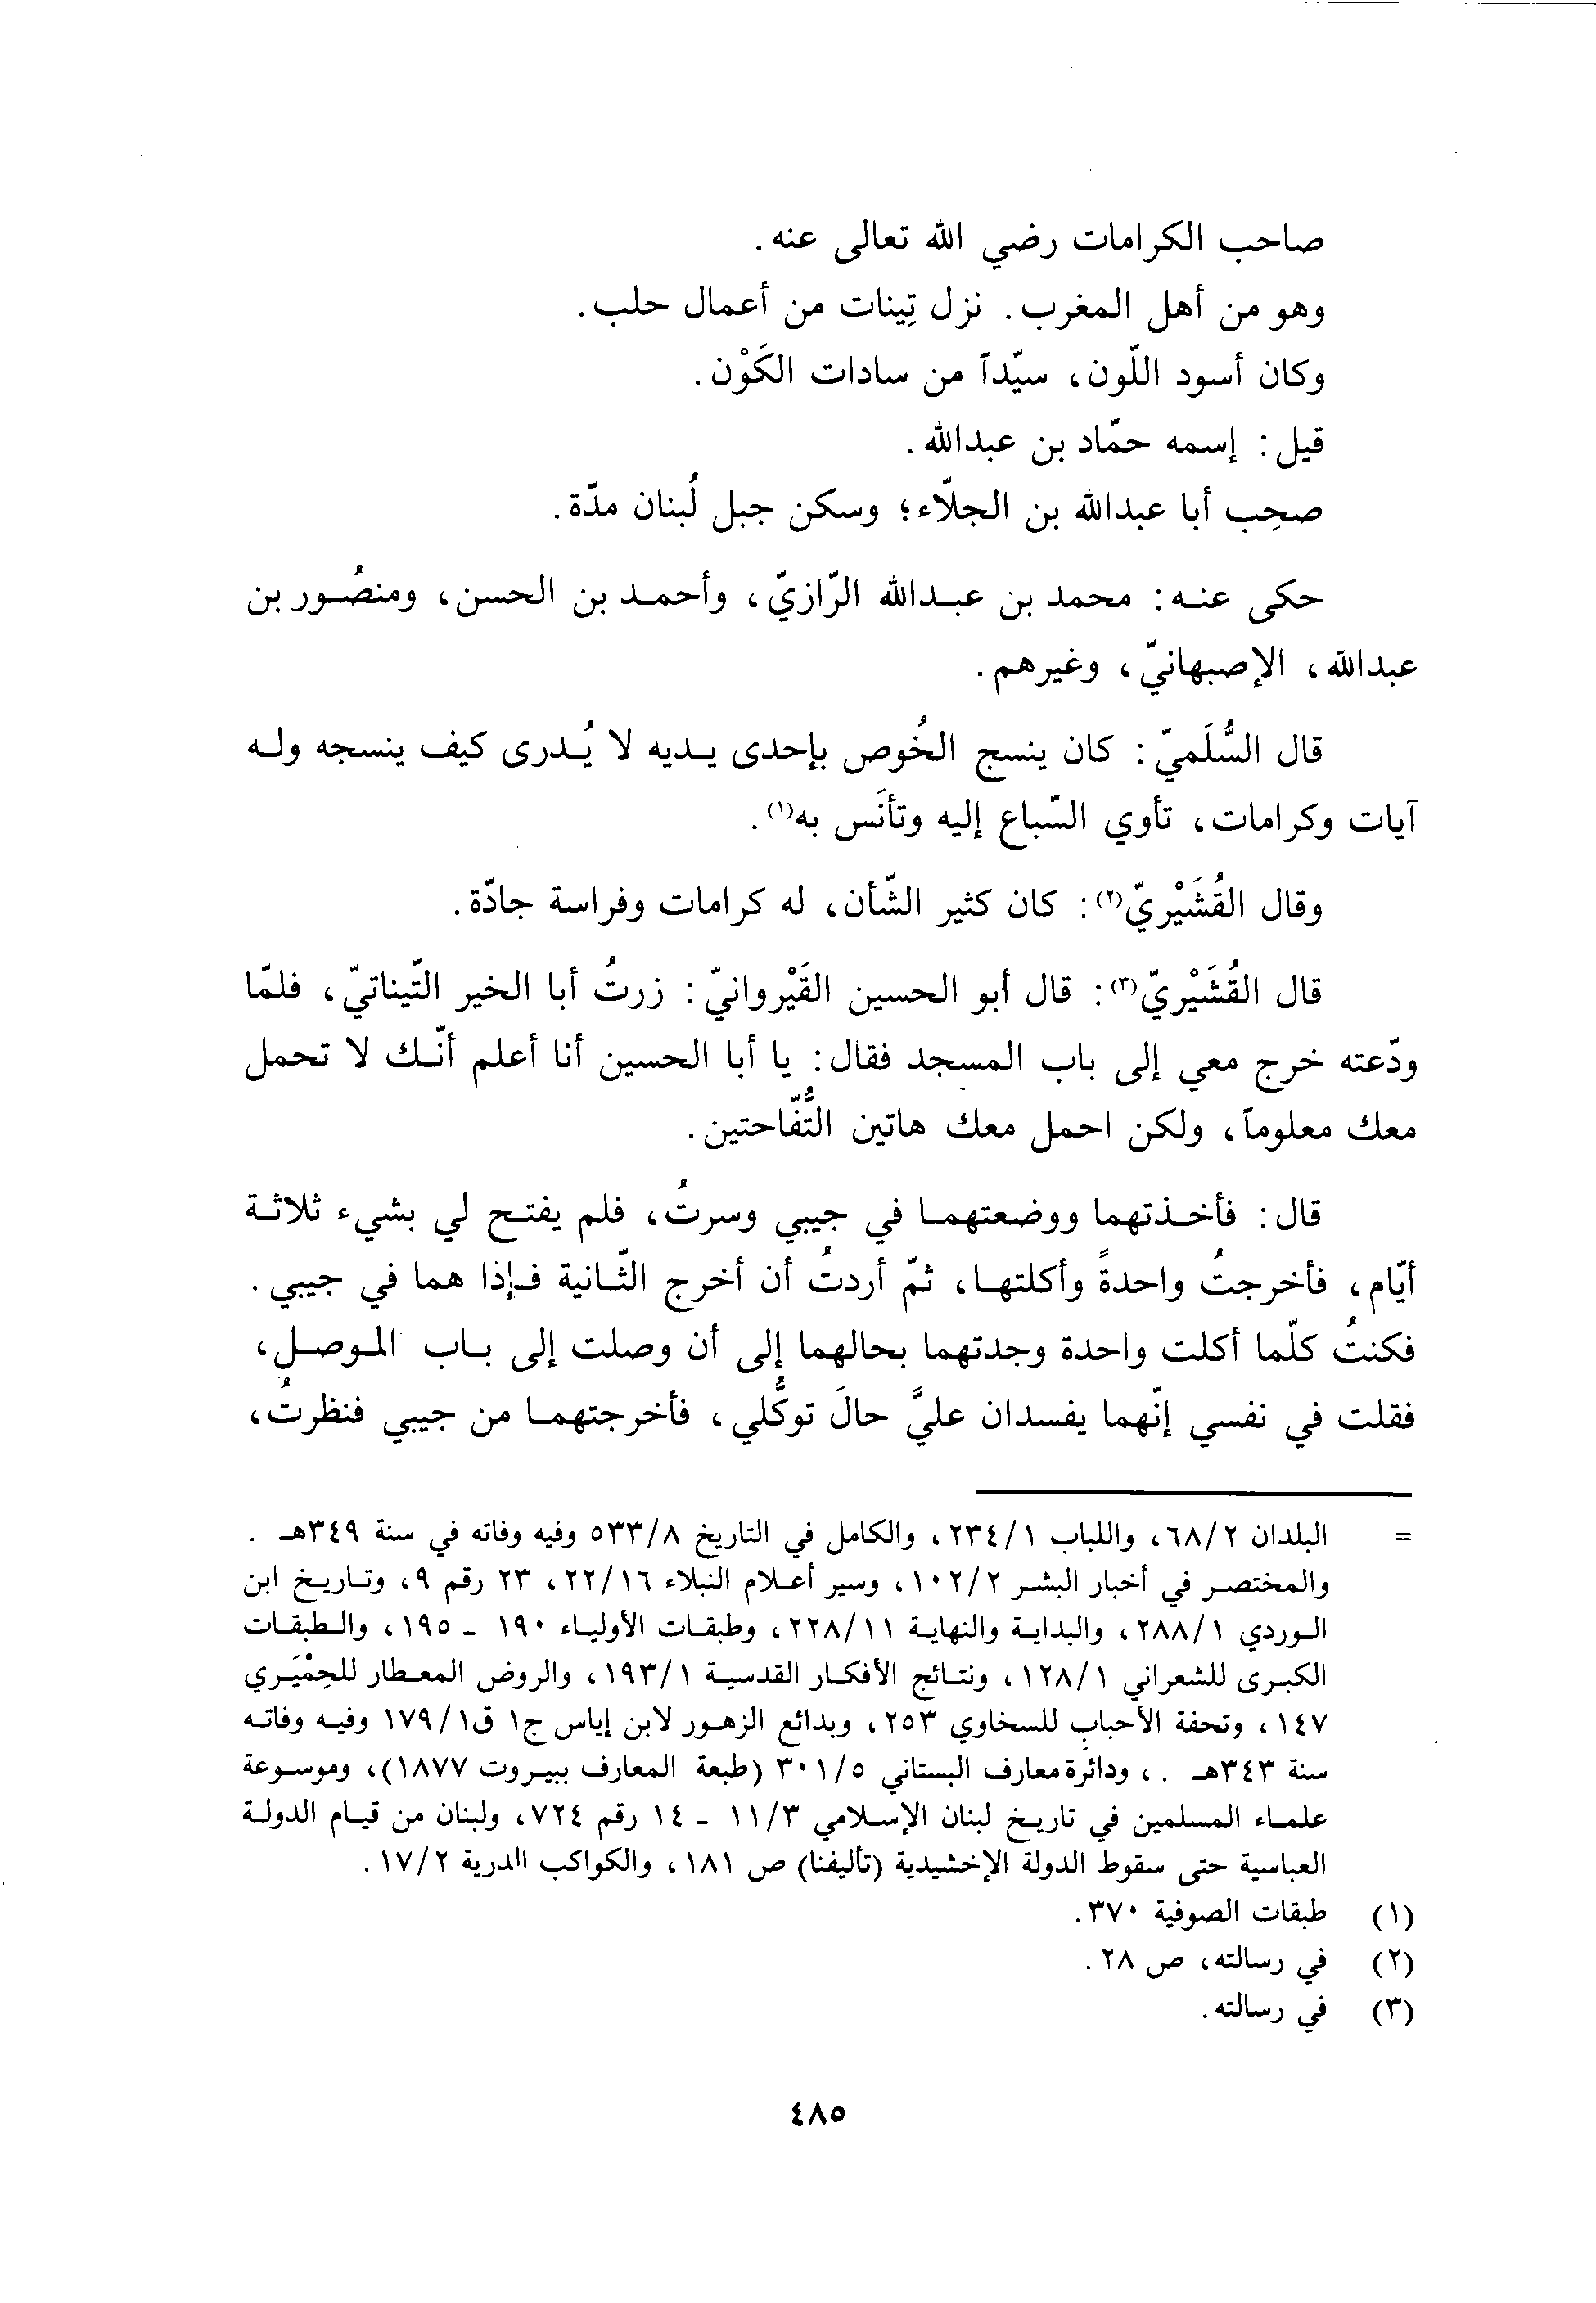 صاحب الكرامات رضي الله تعالى عنه.
وهو من أهل المغرب. نزل تِينات من أعمال حلب.
وكان أسود اللّون، سيّداً من سادات الكَوْن.
قيل: إسمه حمّاد بن عبدالله.
صحِب أبا عبدالله بن الجلّاء؛ وسكن جبل لُبنان مدّة.
حكى عنه: محمد بن عبدالله الرّازيّ، وأحمد بن الحسن، ومنصُور بن
عبدالله، الإصبهانيّ، وغيرهم.
قال السُّلَميّ: كان ينسج الخُوص بإحدى يديه لا يُدرى كيف ينسجه وله
آيات وكرامات، تأوي السّباع إليه وتأنَس به(١).
وقال القُشَيْريّ(٢): كان كثير الشّأن، له كرامات وفراسة جادّة.
قال القُشَيْريّ(٣): قال أبو الحسين القَيْروانيّ: زرتُ أبا الخير التّيناتيّ، فلمّا
ودّعته خرج معي إلى باب المسجد فقال: يا أبا الحسين أنا أعلم أنّك لا تحمل
معك معلوماً، ولكن احمل معك هاتين التُّفّاحتين.
قال: فأخذتهما ووضعتهما في جيبي وسرتُ، فلم يفتح لي بشيء ثلاثة
أيّام، فأخرجتُ واحدةً وأكلتها، ثمّ أردتُ أن أخرج الثّانية فإذا هما في جيبي.
فكنتُ كلّما أكلت واحدة وجدتهما بحالهما إلى أن وصلت إلى باب الموصل،
فقلت في نفسي إنّهما يفسدان عليَّ حالَ توكُّلي، فأخرجتهما من جيبي فنظرتُ،
= البلدان ٦٨/٢، واللباب ٢٣٤/١، والكامل في التاريخ ٥٣٣/٨ وفيه وفاته في سنة ٣٤٩هـ.
والمختصر في أخبار البشر ١٠٢/٢، وسير أعلام النبلاء ٢٢/١٦، ٢٣ رقم ٩، وتاريخ ابن
الوردي ٢٨٨/١، والبداية والنهاية ٢٢٨/١١، وطبقات الأولياء ١٩٠ - ١٩٥، والطبقات
الكبرى للشعراني ١٢٨/١، ونتائج الأفكار القدسية ١٩٣/١، والروض المعطار للحِمْيَري
١٤٧، وتحفة الأحباب للسخاوي ٢٥٣، وبدائع الزهور لابن إياس ج١ ق١٧٩/١ وفيه وفاته
سنة ٣٤٣هـ.، ودائرة معارف البستاني ٣٠١/٥ (طبعة المعارف ببيروت ١٨٧٧)، وموسوعة
علماء المسلمين في تاريخ لبنان الإسلامي ١١/٣ - ١٤ رقم ٧٢٤، ولبنان من قيام الدولة
العباسية حتى سقوط الدولة الإخشيدية (تأليفنا) ص ١٨١، والكواكب الدرية ١٧/٢.
(١) طبقات الصوفية ٣٧٠.
(٢) في رسالته، ص ٢٨.
(٣) في رسالته.
٤٨٥